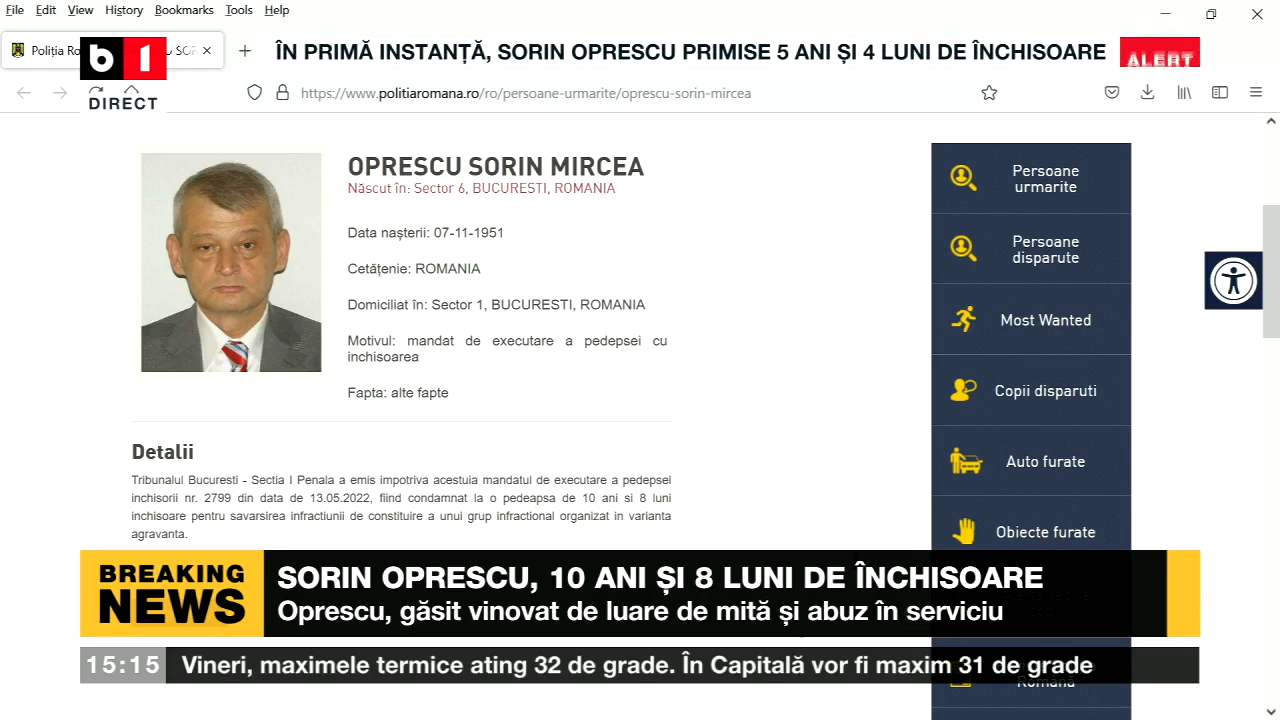 File Edit View History Bookmarks Tools Help
Poliția Ro
b1
DIRECT
ÎN PRIMĂ INSTANȚĂ, SORIN OPRESCU PRIMISE 5 ANI ȘI 4 LUNI DE ÎNCHISOARE
ALERT
https://www.politiaromana.ro/ro/persoane-urmarite/oprescu-sorin-mircea
OPRESCU SORIN MIRCEA
Născut în: Sector 6, BUCURESTI, ROMANIA
Data nașterii: 07-11-1951
Cetățenie: ROMANIA
Domiciliat în: Sector 1, BUCURESTI, ROMANIA
Motivul: mandat de executare a pedepsei cu
inchisoarea
Fapta: alte fapte
Detalii
Tribunalul Bucuresti - Sectia I Penala a emis impotriva acestuia mandatul de executare a pedepsei
inchisorii nr. 2799 din data de 13.05.2022, fiind condamnat la o pedeapsa de 10 ani si 8 luni
inchisoare pentru savarsirea infractiunii de constituire a unui grup infractional organizat in varianta
agravanta.
Persoane
urmarite
Persoane
disparute
Most Wanted
Copii disparuti
Auto furate
Obiecte furate
Română
BREAKING
NEWS
SORIN OPRESCU, 10 ANI ȘI 8 LUNI DE ÎNCHISOARE
Oprescu, găsit vinovat de luare de mită și abuz în serviciu
15:15
Vineri, maximele termice ating 32 de grade. În Capitală vor fi maxim 31 de grade